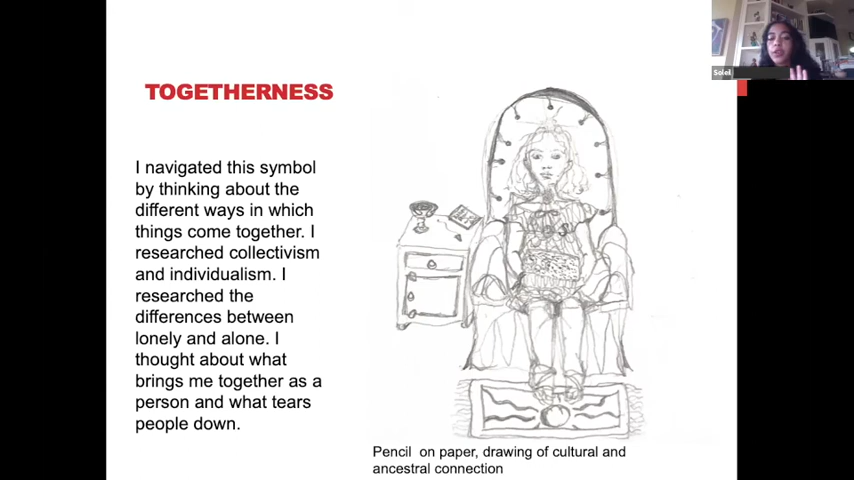 Soleil
TOGETHERNESS
I navigated this symbol
by thinking about the
different ways in which
things come together. I
researched collectivism
and individualism. I
researched the
differences between
lonely and alone. I
thought about what
brings me together as a
person and what tears
people down.
Pencil  on paper, drawing of cultural and
ancestral connection